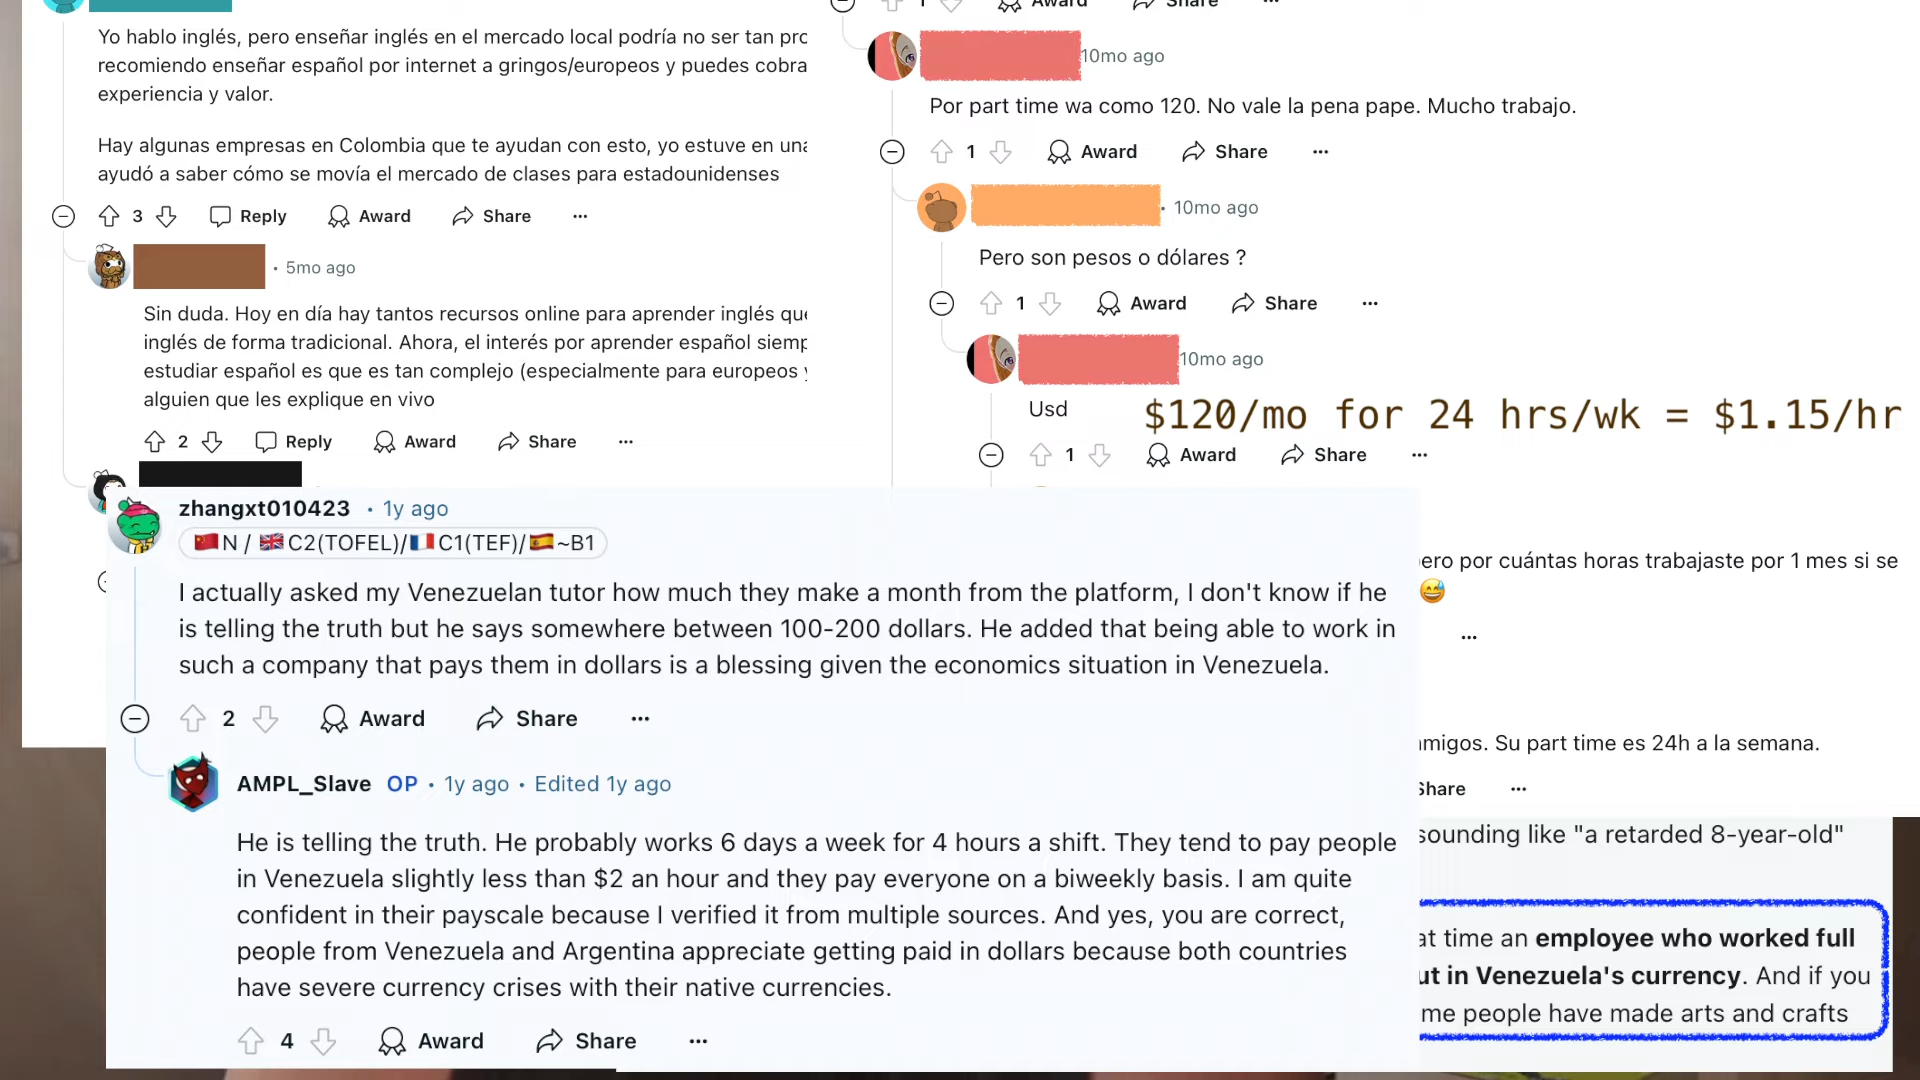 Yo hablo inglés, pero enseñar inglés en el mercado local podría no ser tan
recomiendo enseñar español por internet a gringos/europeos y puedes
experiencia y valor.
Hay algunas empresas en Colombia que te ayudan con esto, yo estuve en
ayudó a saber cómo se movía el mercado de clases para estadounidenses
3 Reply Award Share ...
· 5mo ago
Sin duda. Hoy en día hay tantos recursos online para aprender inglés
inglés de forma tradicional. Ahora, el interés por aprender español
estudiar español es que es tan complejo (especialmente para europeos
alguien que les explique en vivo
2 Reply Award Share ...
1 Award Share ...
10mo ago
Por part time wa como 120. No vale la pena pape. Mucho trabajo.
1 Award Share ...
· 10mo ago
Pero son pesos o dólares ?
1 Award Share ...
10mo ago
Usd
$120/mo for 24 hrs/wk = $1.15/hr
1 Award Share ...
por cuántas horas trabajaste por 1 mes si se
😅
...
Su part time es 24h a la semana.
Share ...
zhangxt010423 · 1y ago
🇨🇳N / 🇬🇧C2(TOFEL)/🇫🇷C1(TEF)/🇪🇸~B1
I actually asked my Venezuelan tutor how much they make a month from the platform, I don't know if he
is telling the truth but he says somewhere between 100-200 dollars. He added that being able to work in
such a company that pays them in dollars is a blessing given the economics situation in Venezuela.
2 Award Share ...
AMPL_Slave OP · 1y ago · Edited 1y ago
He is telling the truth. He probably works 6 days a week for 4 hours a shift. They tend to pay people
in Venezuela slightly less than $2 an hour and they pay everyone on a biweekly basis. I am quite
confident in their payscale because I verified it from multiple sources. And yes, you are correct,
people from Venezuela and Argentina appreciate getting paid in dollars because both countries
have severe currency crises with their native currencies.
4 Award Share ...
sounding like "a retarded 8-year-old"
time an employee who worked full
in Venezuela's currency. And if you
people have made arts and crafts